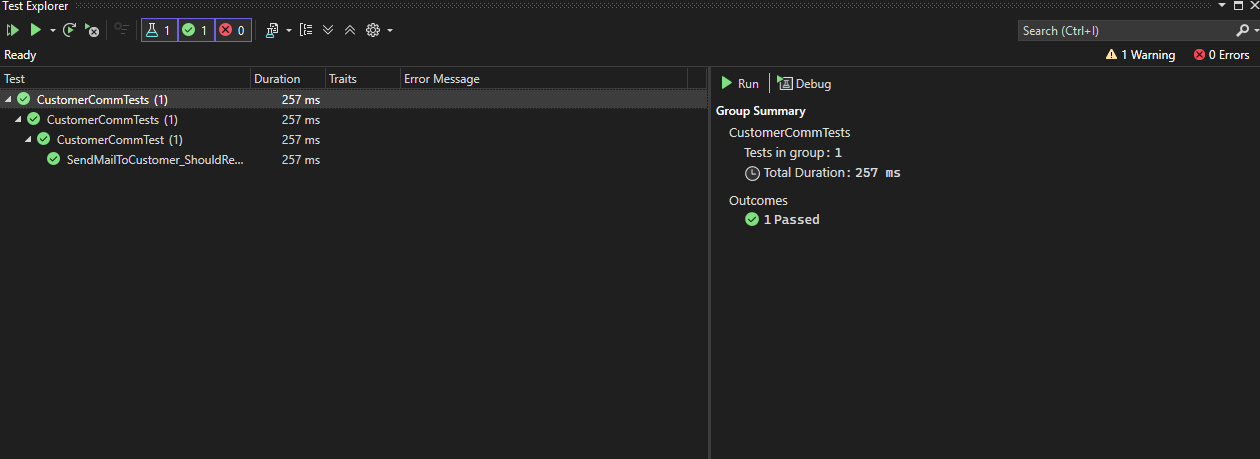 Test Explorer
1 1 0
Search (Ctrl+I)
Ready
1 Warning 0 Errors
Test Duration Traits Error Message
CustomerCommTests (1) 257 ms
CustomerCommTests (1) 257 ms
CustomerCommTest (1) 257 ms
SendMailToCustomer_ShouldRe... 257 ms
Run Debug
Group Summary
CustomerCommTests
Tests in group: 1
Total Duration: 257 ms
Outcomes
1 Passed